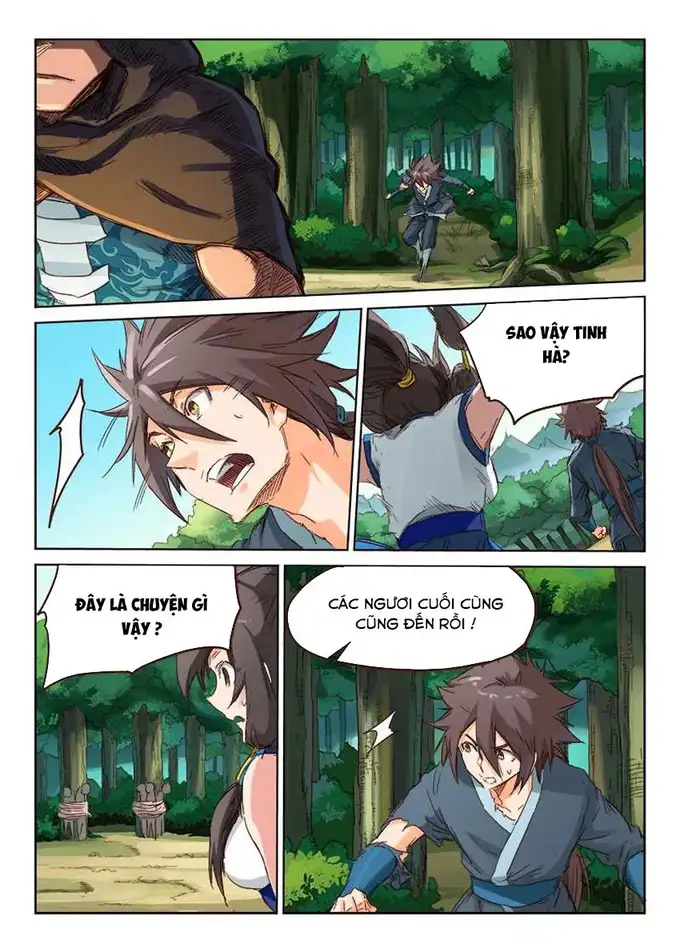 SAO VẬY TINH
HÀ?
ĐÂY LÀ CHUYỆN GÌ
VẬY ?
CÁC NGƯƠI CUỐI CÙNG
CŨNG ĐẾN RỒI !